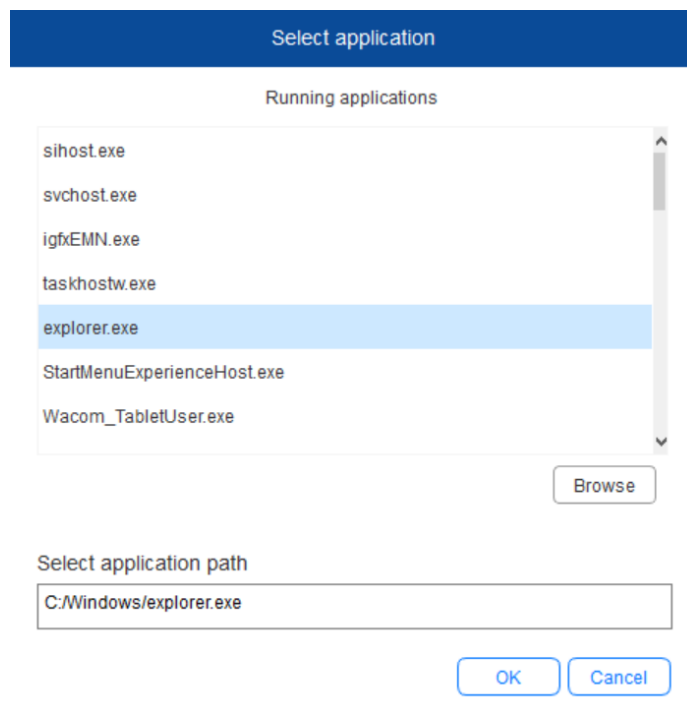 Select application
Running applications
sihost.exe
svchost.exe
igfxEMN.exe
taskhostw.exe
explorer.exe
StartMenuExperienceHost.exe
Wacom_TabletUser.exe
Browse
Select application path
C:/Windows/explorer.exe
OK Cancel